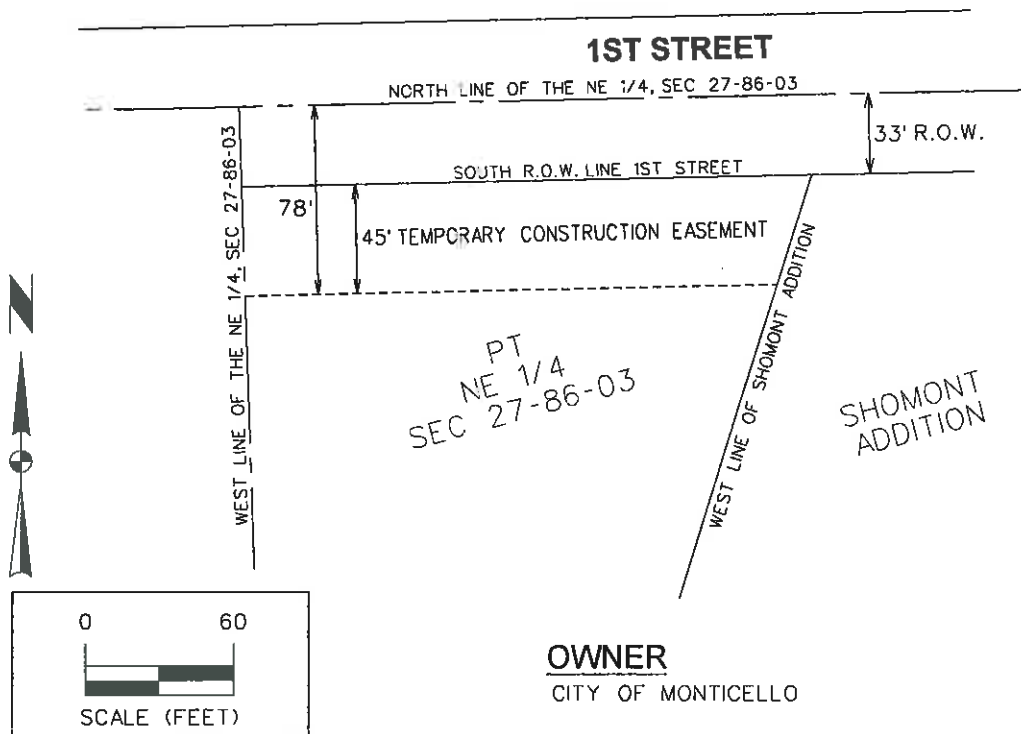 1ST STREET
NORTH LINE OF THE NE 1/4, SEC 27-86-03
33' R.O.W.
SOUTH R.O.W. LINE 1ST STREET
78'
45' TEMPORARY CONSTRUCTION EASEMENT
WEST LINE OF THE NE 1/4, SEC 27-86-03
N
PT
NE 1/4
SEC 27-86-03
WEST LINE OF SHOMONT ADDITION
SHOMONT
ADDITION
0 60
SCALE (FEET)
OWNER
CITY OF MONTICELLO